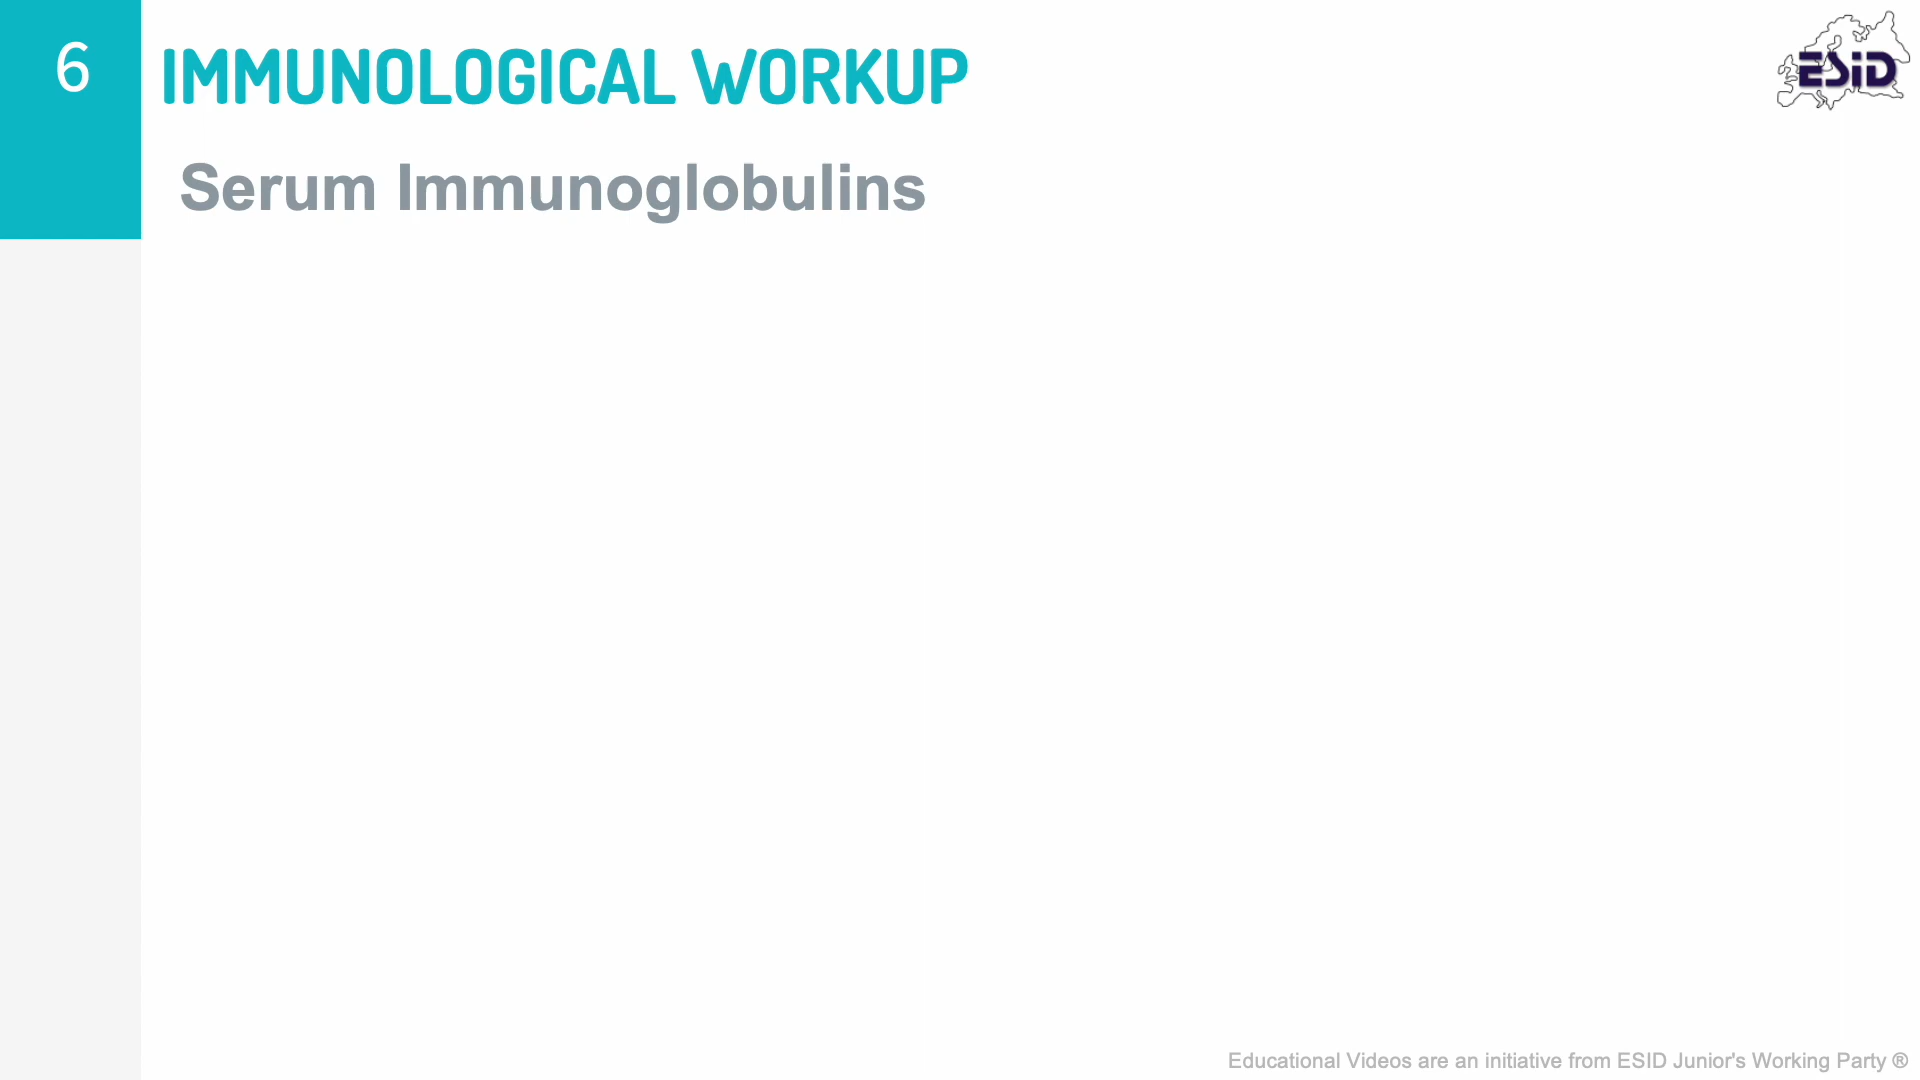 6
IMMUNOLOGICAL WORKUP
ESiD
Serum Immunoglobulins
Educational Videos are an initiative from ESID Junior's Working Party ®